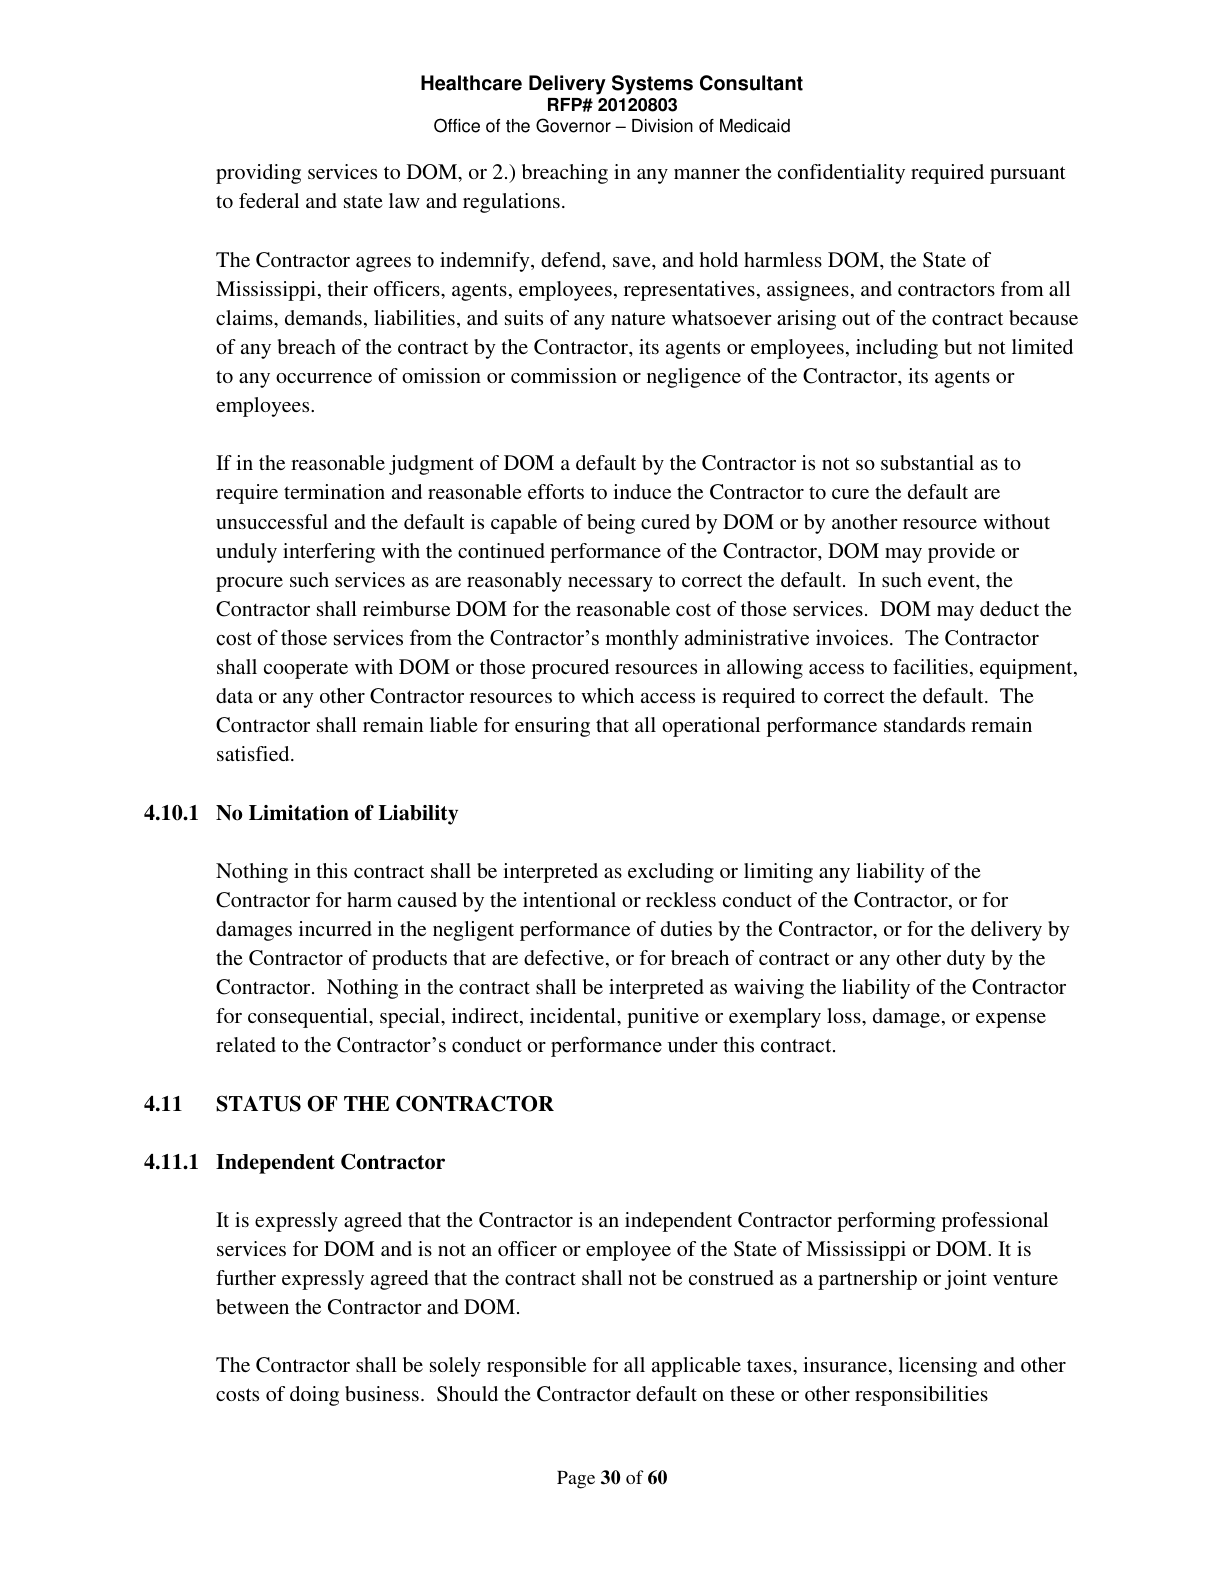 Healthcare Delivery Systems Consultant
RFP# 20120803
Office of the Governor – Division of Medicaid
providing services to DOM, or 2.) breaching in any manner the confidentiality required pursuant
to federal and state law and regulations.
The Contractor agrees to indemnify, defend, save, and hold harmless DOM, the State of
Mississippi, their officers, agents, employees, representatives, assignees, and contractors from all
claims, demands, liabilities, and suits of any nature whatsoever arising out of the contract because
of any breach of the contract by the Contractor, its agents or employees, including but not limited
to any occurrence of omission or commission or negligence of the Contractor, its agents or
employees.
If in the reasonable judgment of DOM a default by the Contractor is not so substantial as to
require termination and reasonable efforts to induce the Contractor to cure the default are
unsuccessful and the default is capable of being cured by DOM or by another resource without
unduly interfering with the continued performance of the Contractor, DOM may provide or
procure such services as are reasonably necessary to correct the default.  In such event, the
Contractor shall reimburse DOM for the reasonable cost of those services.  DOM may deduct the
cost of those services from the Contractor’s monthly administrative invoices.  The Contractor
shall cooperate with DOM or those procured resources in allowing access to facilities, equipment,
data or any other Contractor resources to which access is required to correct the default.  The
Contractor shall remain liable for ensuring that all operational performance standards remain
satisfied.
4.10.1 No Limitation of Liability
Nothing in this contract shall be interpreted as excluding or limiting any liability of the
Contractor for harm caused by the intentional or reckless conduct of the Contractor, or for
damages incurred in the negligent performance of duties by the Contractor, or for the delivery by
the Contractor of products that are defective, or for breach of contract or any other duty by the
Contractor.  Nothing in the contract shall be interpreted as waiving the liability of the Contractor
for consequential, special, indirect, incidental, punitive or exemplary loss, damage, or expense
related to the Contractor’s conduct or performance under this contract.
4.11 STATUS OF THE CONTRACTOR
4.11.1 Independent Contractor
It is expressly agreed that the Contractor is an independent Contractor performing professional
services for DOM and is not an officer or employee of the State of Mississippi or DOM. It is
further expressly agreed that the contract shall not be construed as a partnership or joint venture
between the Contractor and DOM.
The Contractor shall be solely responsible for all applicable taxes, insurance, licensing and other
costs of doing business.  Should the Contractor default on these or other responsibilities
Page 30 of 60